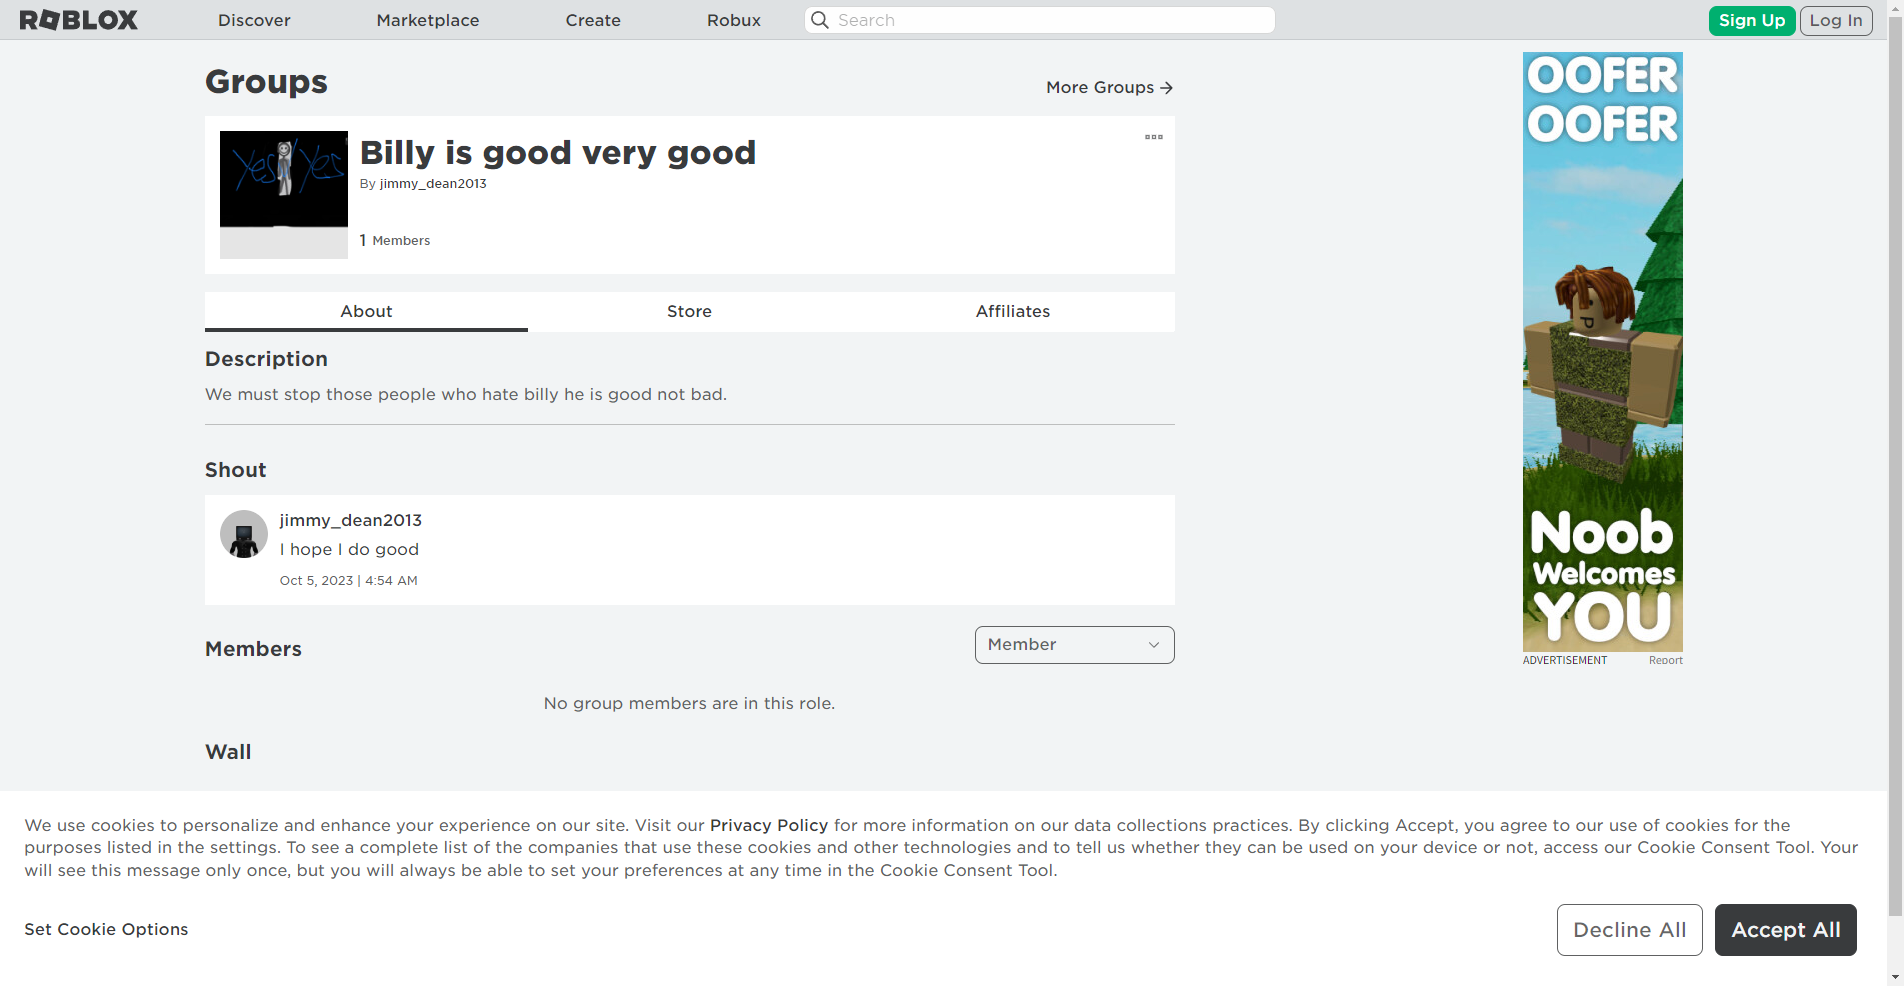 ROBLOX
Discover
Marketplace
Create
Robux
Search
Sign Up
Log In
Groups
More Groups
Yes Yes
Billy is good very good
By jimmy_dean2013
1 Members
About
Store
Affiliates
Description
We must stop those people who hate billy he is good not bad.
Shout
jimmy_dean2013
I hope I do good
Oct 5, 2023 | 4:54 AM
Members
Member
No group members are in this role.
Wall
OOFER
OOFER
Noob
Welcomes
YOU
ADVERTISEMENT
Report
We use cookies to personalize and enhance your experience on our site. Visit our Privacy Policy for more information on our data collections practices. By clicking Accept, you agree to our use of cookies for the
purposes listed in the settings. To see a complete list of the companies that use these cookies and other technologies and to tell us whether they can be used on your device or not, access our Cookie Consent Tool. Your
will see this message only once, but you will always be able to set your preferences at any time in the Cookie Consent Tool.
Set Cookie Options
Decline All
Accept All